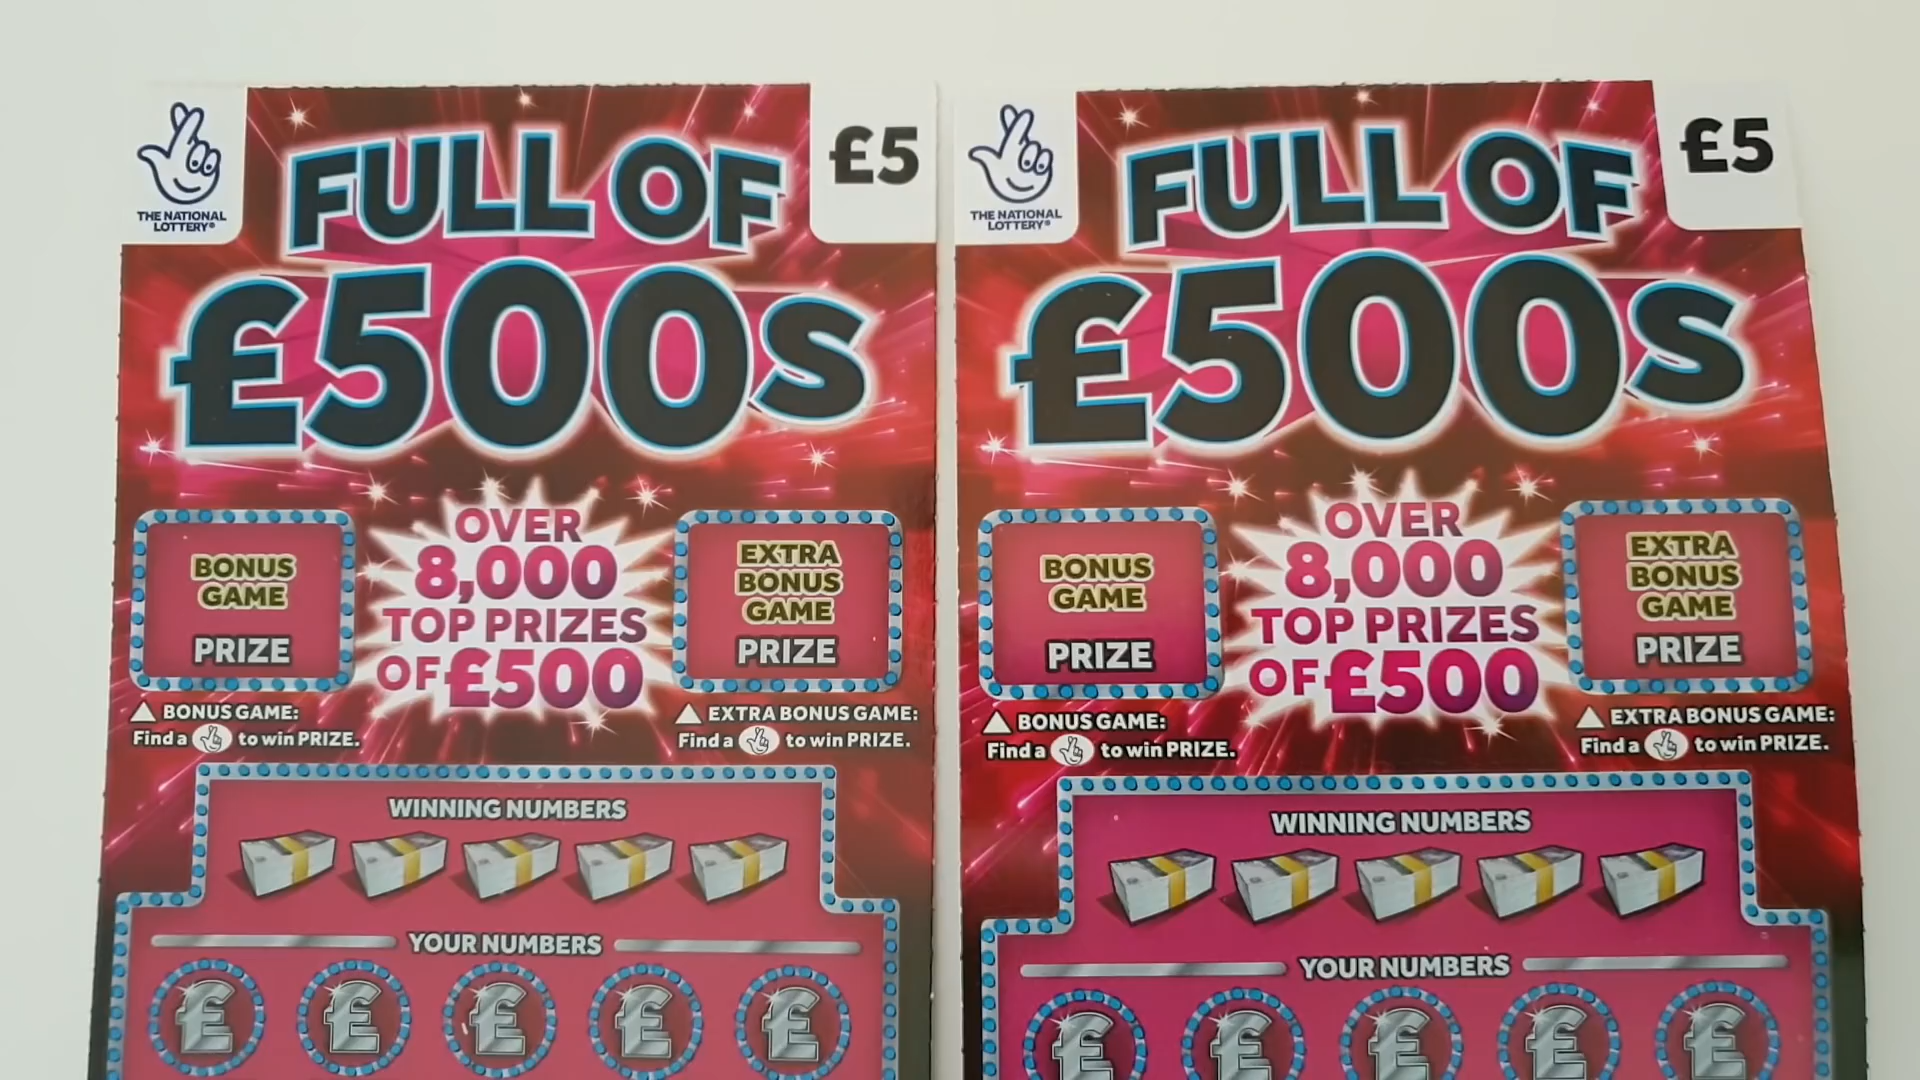 THE NATIONAL
LOTTERY®
£5
FULL OF
£500s
BONUS
GAME
PRIZE
OVER
8,000
TOP PRIZES
OF £500
EXTRA
BONUS
GAME
PRIZE
BONUS GAME:
Find a to win PRIZE.
EXTRA BONUS GAME:
Find a to win PRIZE.
WINNING NUMBERS
YOUR NUMBERS
£ £ £ £ £
THE NATIONAL
LOTTERY®
£5
FULL OF
£500s
BONUS
GAME
PRIZE
OVER
8,000
TOP PRIZES
OF £500
EXTRA
BONUS
GAME
PRIZE
BONUS GAME:
Find a to win PRIZE.
EXTRA BONUS GAME:
Find a to win PRIZE.
WINNING NUMBERS
YOUR NUMBERS
£ £ £ £ £